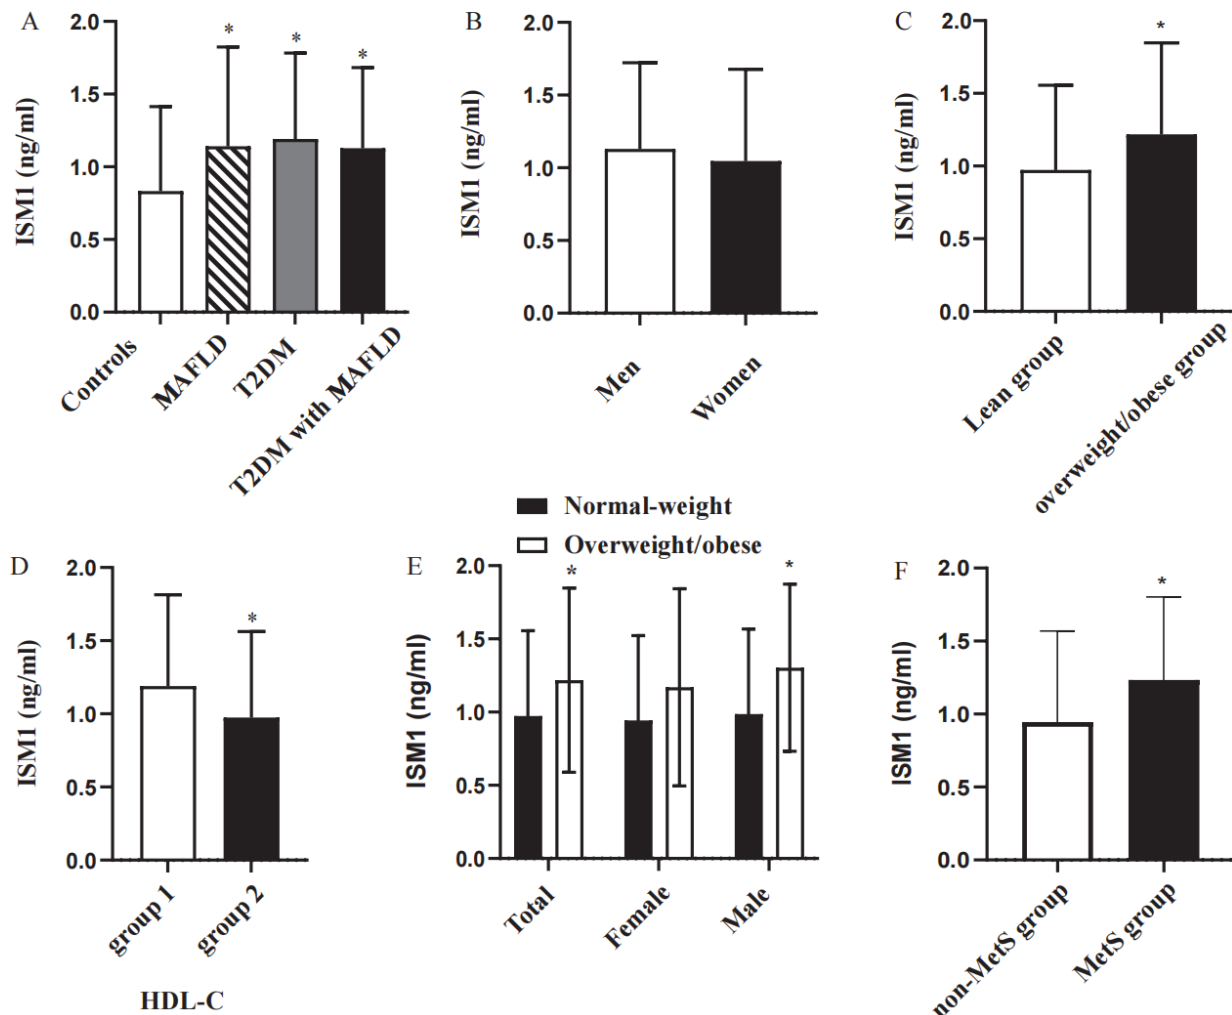 A
ISM1 (ng/ml)
2.0
1.5
1.0
0.5
0.0
*
*
*
Controls
MAFLD
T2DM
T2DM with MAFLD
B
ISM1 (ng/ml)
2.0
1.5
1.0
0.5
0.0
Men
Women
C
ISM1 (ng/ml)
2.0
1.5
1.0
0.5
0.0
*
Lean group
overweight/obese group
D
ISM1 (ng/ml)
2.0
1.5
1.0
0.5
0.0
*
group 1
group 2
HDL-C
Normal-weight
Overweight/obese
E
ISM1 (ng/ml)
2.0
1.5
1.0
0.5
0.0
*
*
Total
Female
Male
F
ISM1 (ng/ml)
2.0
1.5
1.0
0.5
0.0
*
non-MetS group
MetS group